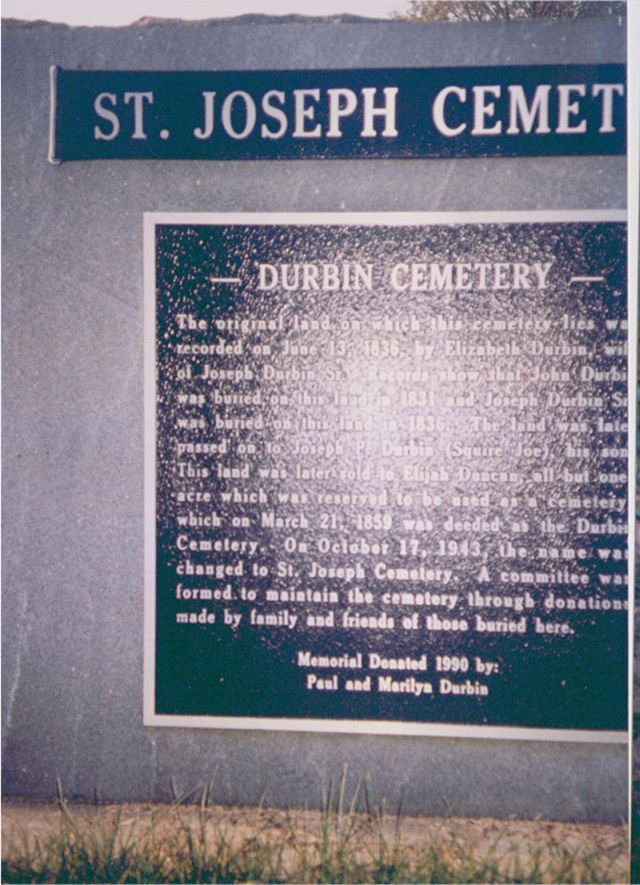 ST. JOSEPH CEMET
— DURBIN CEMETERY —
The original land on which this cemetery lies wa
recorded on June 13, 1836, by Elizabeth Durbin, wif
of Joseph Durbin Sr. Records show that John Durb
was buried on this land in 1831 and Joseph Durbin Sr
was buried on this land in 1836. The land was late
passed on to Joseph P. Durbin (Squire Joe) his son
This land was later sold to Elijah Duncan, all but one
acre which was reserved to be used as a cemetery
which on March 21, 1859 was deeded as the Durbi
Cemetery. On October 17, 1943, the name was
changed to St. Joseph Cemetery. A committee was
formed to maintain the cemetery through donations
made by family and friends of those buried here.
Memorial Donated 1990 by:
Paul and Marilyn Durbin